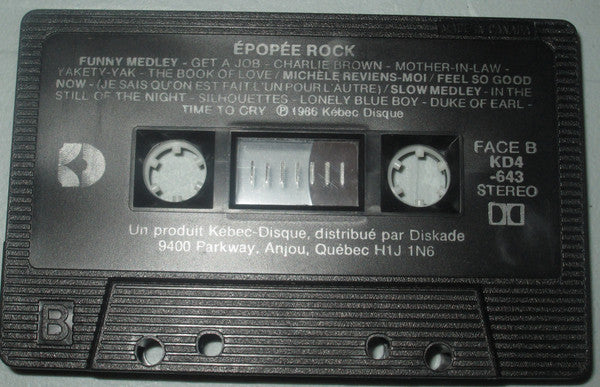 ÉPOPÉE ROCK
FUNNY MEDLEY - GET A JOB - CHARLIE BROWN - MOTHER-IN-LAW -
YAKETY-YAK - THE BOOK OF LOVE / MICHÈLE REVIENS-MOI / FEEL SO GOOD
NOW - (JE SAIS QU'ON EST FAIT L'UN POUR L'AUTRE) / SLOW MEDLEY - IN THE
STILL OF THE NIGHT - SILHOUETTES - LONELY BLUE BOY - DUKE OF EARL -
TIME TO CRY ℗ 1986 Kébec Disque
FACE B
KD4
-643
STEREO
Un produit Kébec-Disque, distribué par Diskade
9400 Parkway, Anjou, Québec H1J 1N6
B